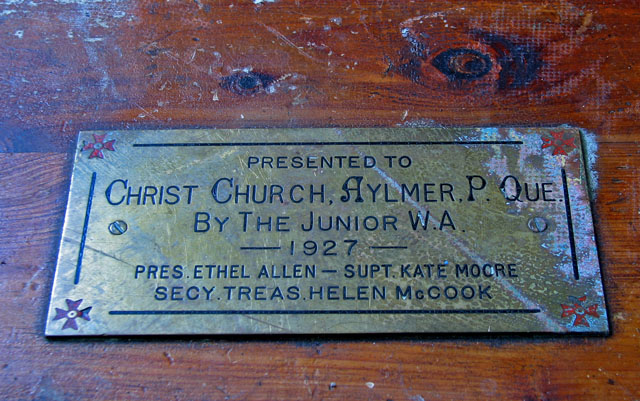 PRESENTED TO
CHRIST CHURCH, AYLMER, P. QUE.
BY THE JUNIOR W.A.
— 1927 —
PRES. ETHEL ALLEN — SUPT. KATE MOORE
SECY. TREAS. HELEN McCOOK